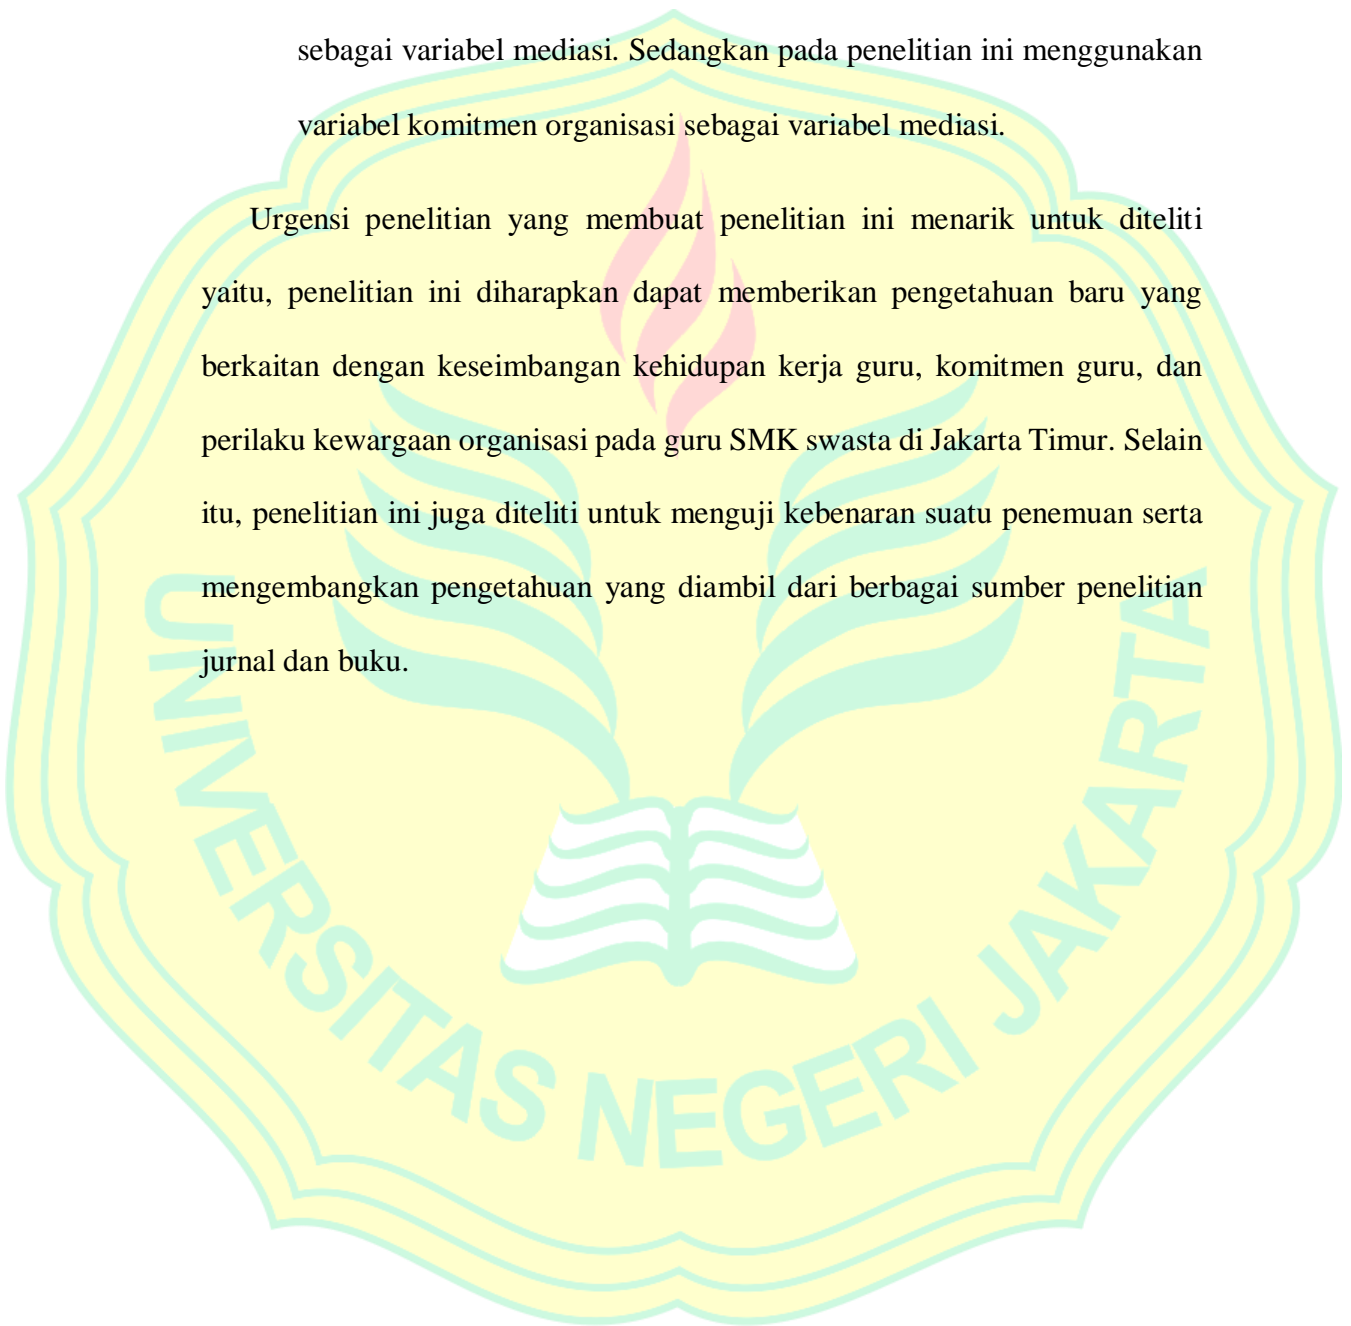 sebagai variabel mediasi. Sedangkan pada penelitian ini menggunakan
variabel komitmen organisasi sebagai variabel mediasi.
Urgensi penelitian yang membuat penelitian ini menarik untuk diteliti
yaitu, penelitian ini diharapkan dapat memberikan pengetahuan baru yang
berkaitan dengan keseimbangan kehidupan kerja guru, komitmen guru, dan
perilaku kewargaan organisasi pada guru SMK swasta di Jakarta Timur. Selain
itu, penelitian ini juga diteliti untuk menguji kebenaran suatu penemuan serta
mengembangkan pengetahuan yang diambil dari berbagai sumber penelitian
jurnal dan buku.
UNIVERSITAS NEGERI JAKARTA